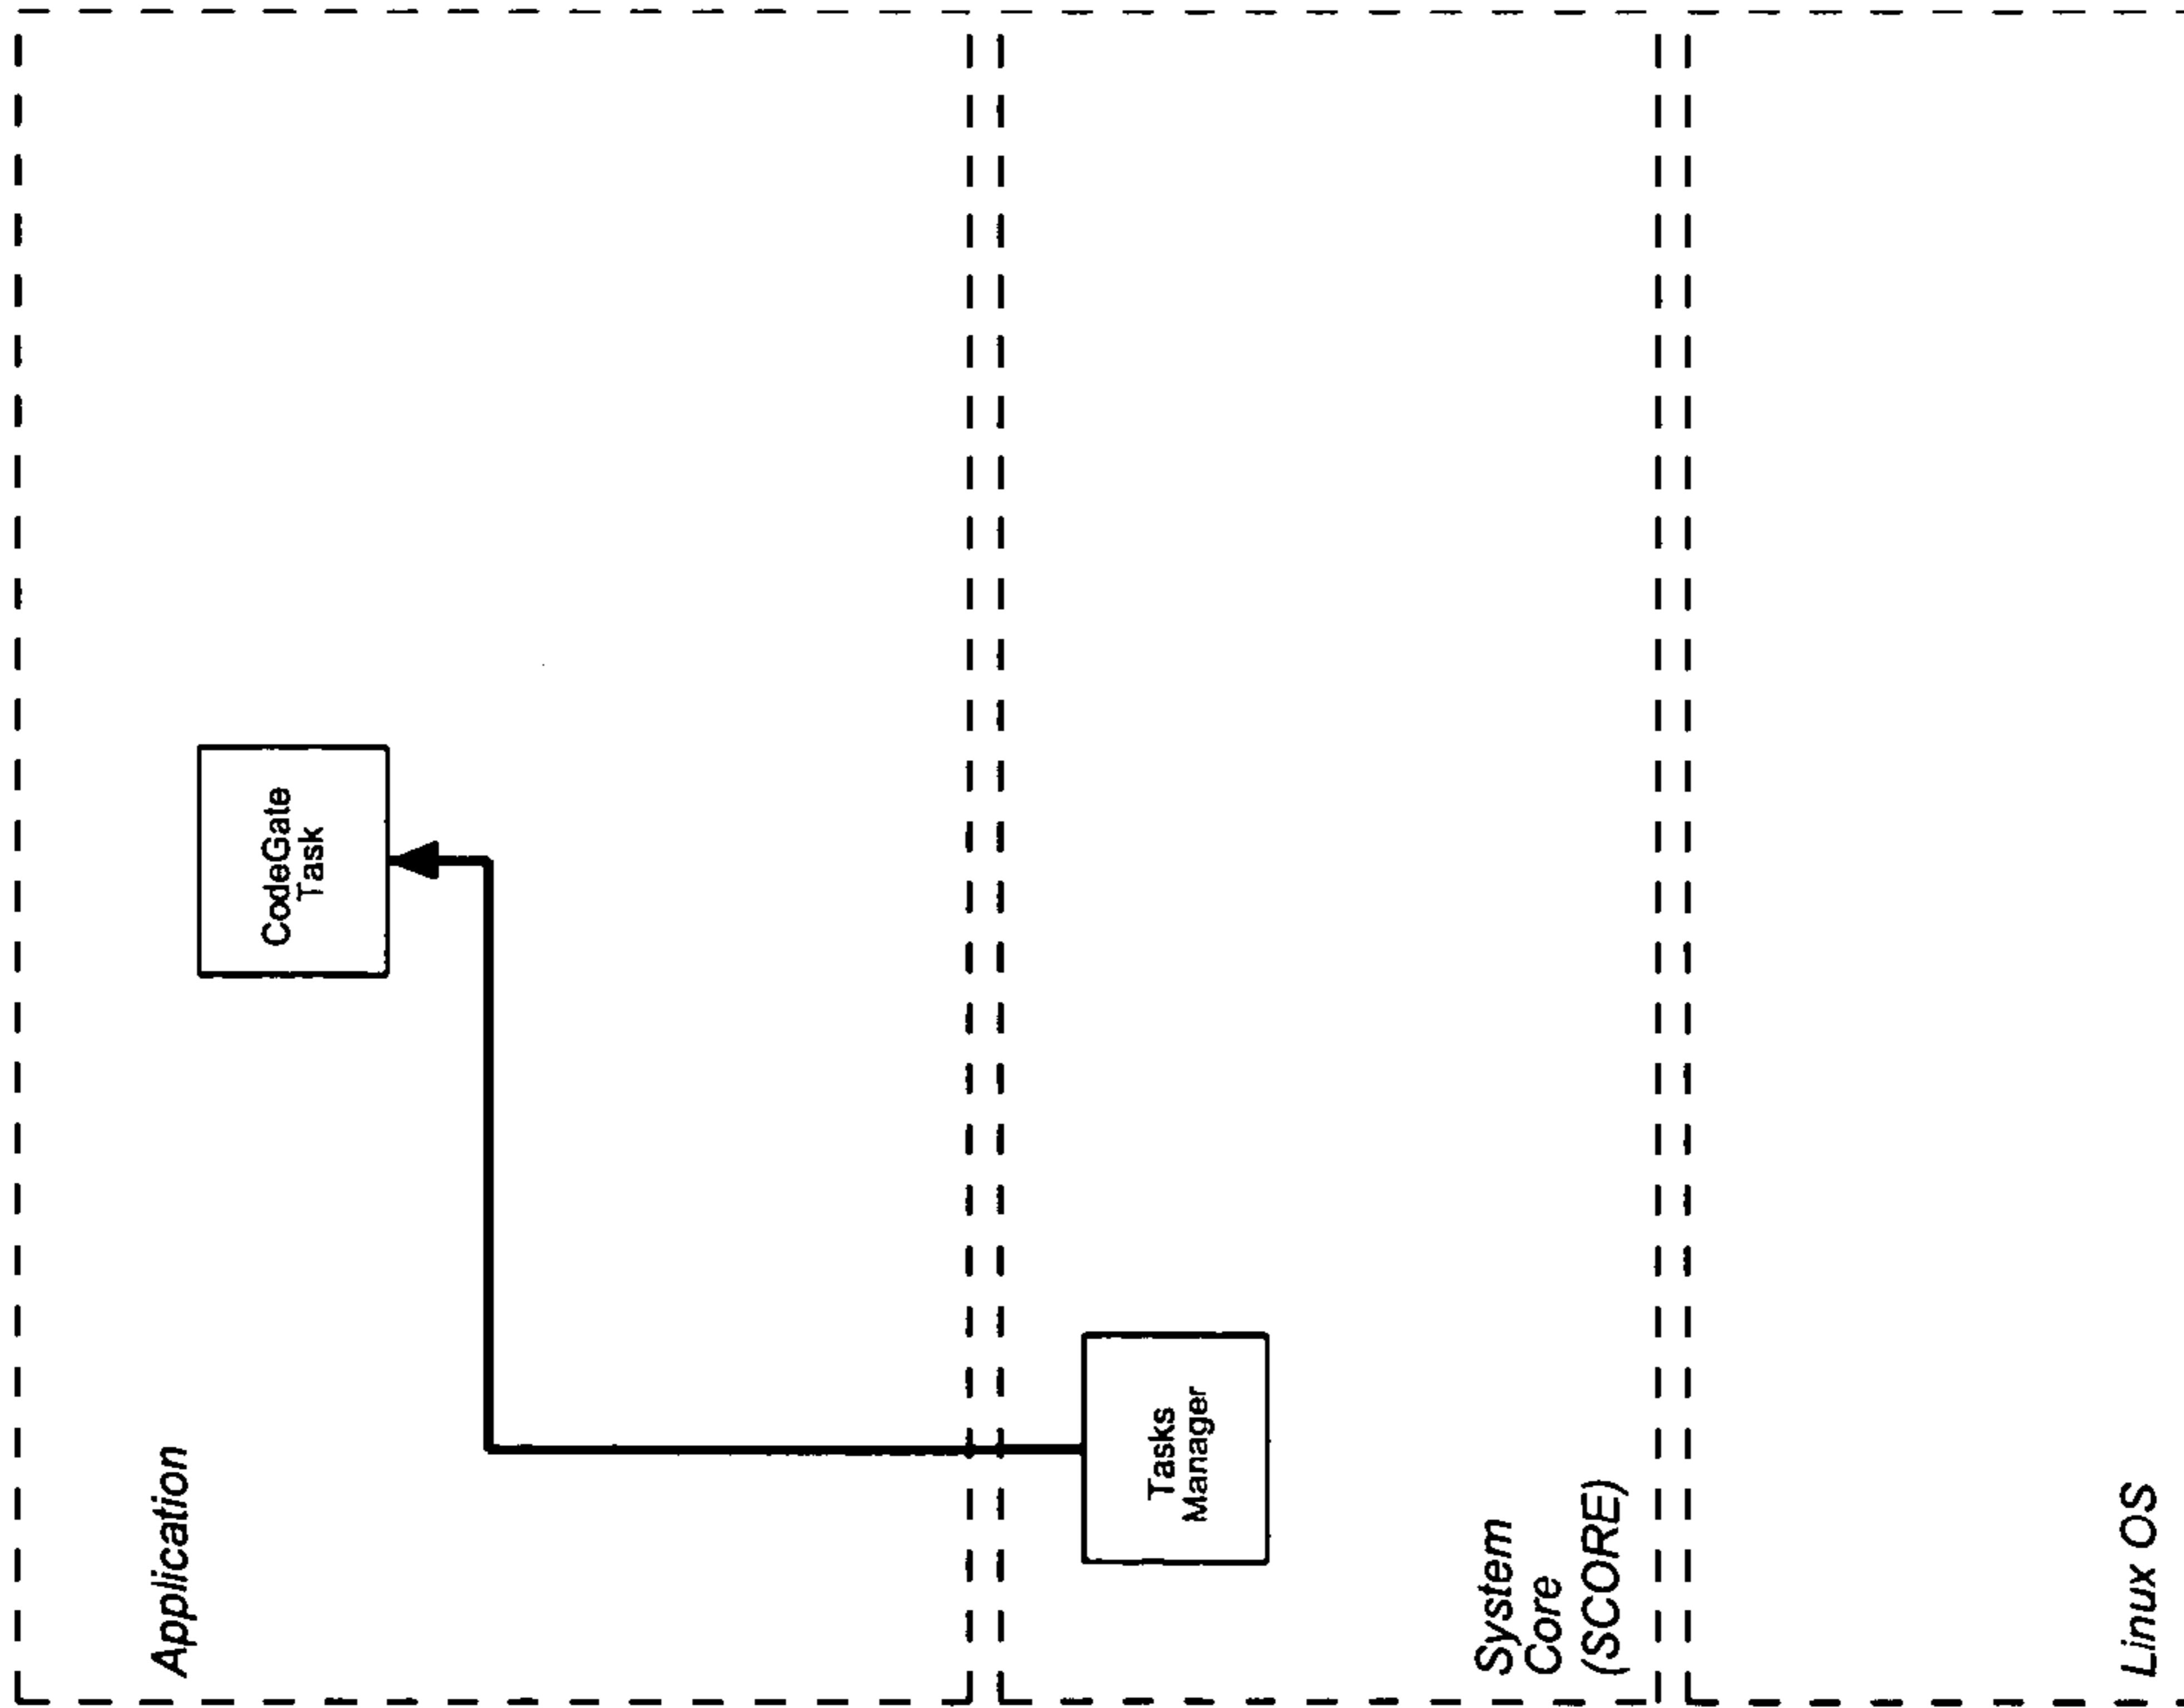 Application
CodeGate
Task
Tasks
Manager
System
Core
(SCORE)
Linux OS